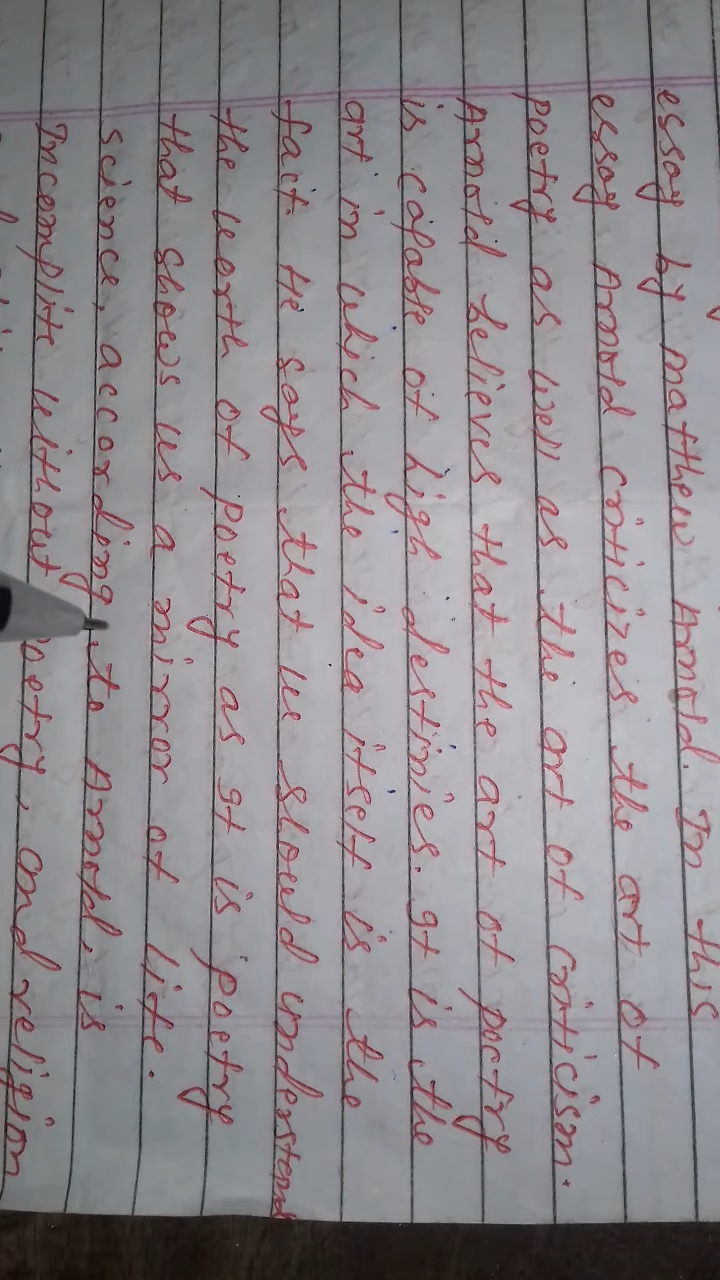 essay by matthew Arnold. In this
essay Arnold criticizes the art of
poetry as well as the art of criticism.
Arnold believes that the art of poetry
is capable of high destinies. It is the
art in which the idea itself is the
fact. He says that we should understand
the worth of poetry as It is poetry
that shows us a mirror of life.
science, according to Arnold, is
Incomplite without poetry, and religion